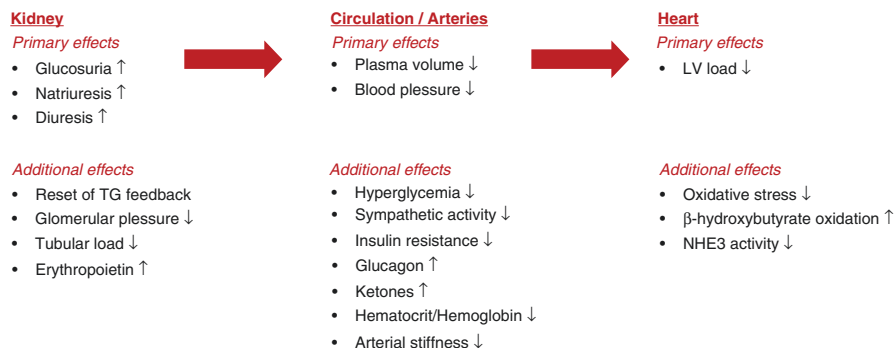 Kidney
Primary effects
• Glucosuria ↑
• Natriuresis ↑
• Diuresis ↑
Additional effects
• Reset of TG feedback
• Glomerular plessure ↓
• Tubular load ↓
• Erythropoietin ↑
Circulation / Arteries
Primary effects
• Plasma volume ↓
• Blood plessure ↓
Additional effects
• Hyperglycemia ↓
• Sympathetic activity ↓
• Insulin resistance ↓
• Glucagon ↑
• Ketones ↑
• Hematocrit/Hemoglobin ↓
• Arterial stiffness ↓
Heart
Primary effects
• LV load ↓
Additional effects
• Oxidative stress ↓
• β-hydroxybutyrate oxidation ↑
• NHE3 activity ↓